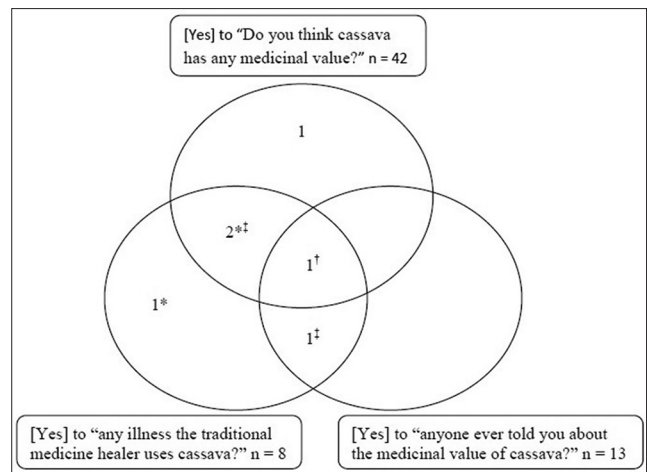 [Yes] to “Do you think cassava
has any medicinal value?” n = 42
1
2*‡
1†
1*
1‡
[Yes] to “any illness the traditional
medicine healer uses cassava?” n = 8
[Yes] to “anyone ever told you about
the medicinal value of cassava?” n = 13